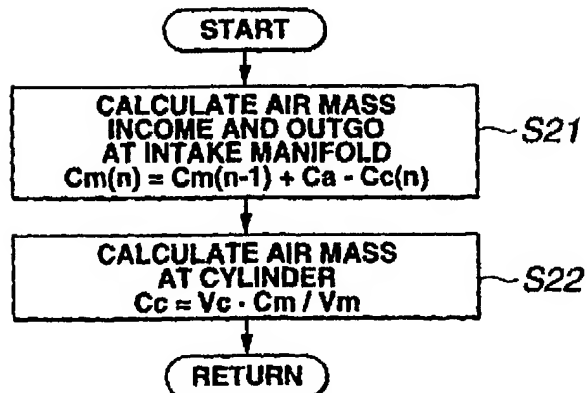 START
CALCULATE AIR MASS
INCOME AND OUTGO
AT INTAKE MANIFOLD
Cm(n) = Cm(n-1) + Ca - Cc(n)
S21
CALCULATE AIR MASS
AT CYLINDER
Cc = Vc · Cm / Vm
S22
RETURN